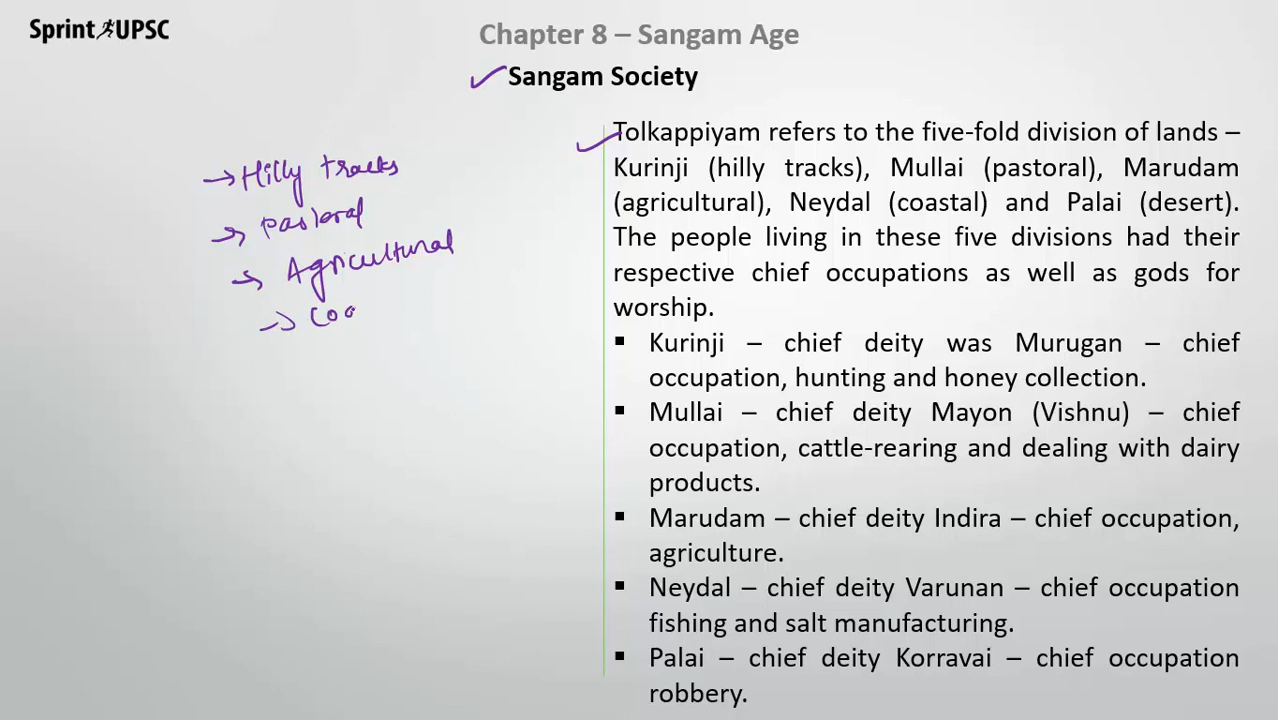 Sprint UPSC
Chapter 8 – Sangam Age
Sangam Society
Hilly tracks
Pastoral
Agricultural
Coa
Tolkappiyam refers to the five-fold division of lands –
Kurinji (hilly tracks), Mullai (pastoral), Marudam
(agricultural), Neydal (coastal) and Palai (desert).
The people living in these five divisions had their
respective chief occupations as well as gods for
worship.
▪ Kurinji – chief deity was Murugan – chief
occupation, hunting and honey collection.
▪ Mullai – chief deity Mayon (Vishnu) – chief
occupation, cattle-rearing and dealing with dairy
products.
▪ Marudam – chief deity Indira – chief occupation,
agriculture.
▪ Neydal – chief deity Varunan – chief occupation
fishing and salt manufacturing.
▪ Palai – chief deity Korravai – chief occupation
robbery.